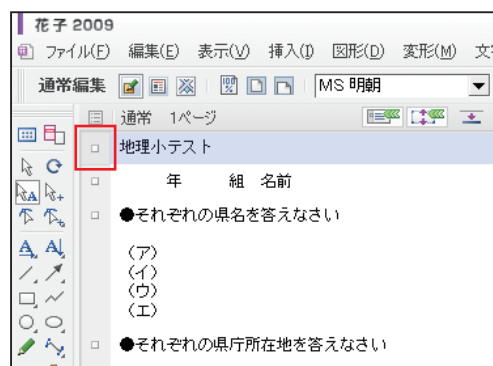 花子 2009
ファイル(F) 編集(E) 表示(V) 挿入(I) 図形(D) 変形(M)
通常編集 MS 明朝
通常 1ページ
地理小テスト
年 組 名前
●それぞれの県名を答えなさい
(ア)
(イ)
(ウ)
(エ)
●それぞれの県庁所在地を答えなさい